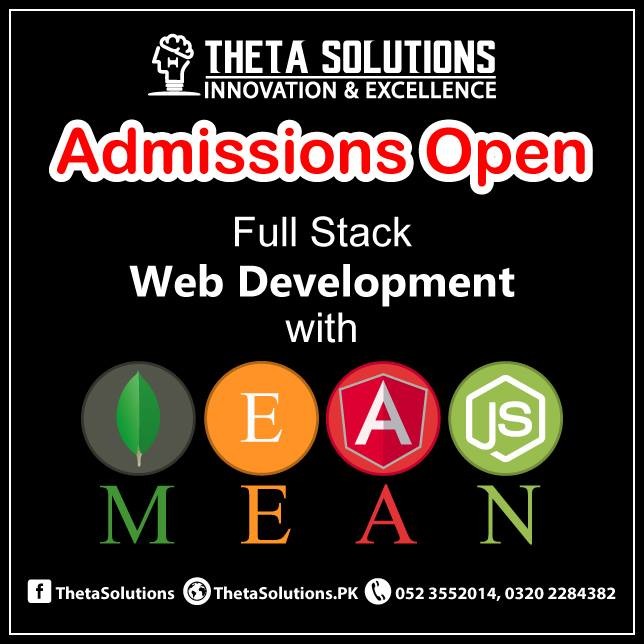 THETA SOLUTIONS
INNOVATION & EXCELLENCE
Admissions Open
Full Stack
Web Development
with
E A JS
M E A N
f ThetaSolutions ThetaSolutions.PK 052 3552014, 0320 2284382